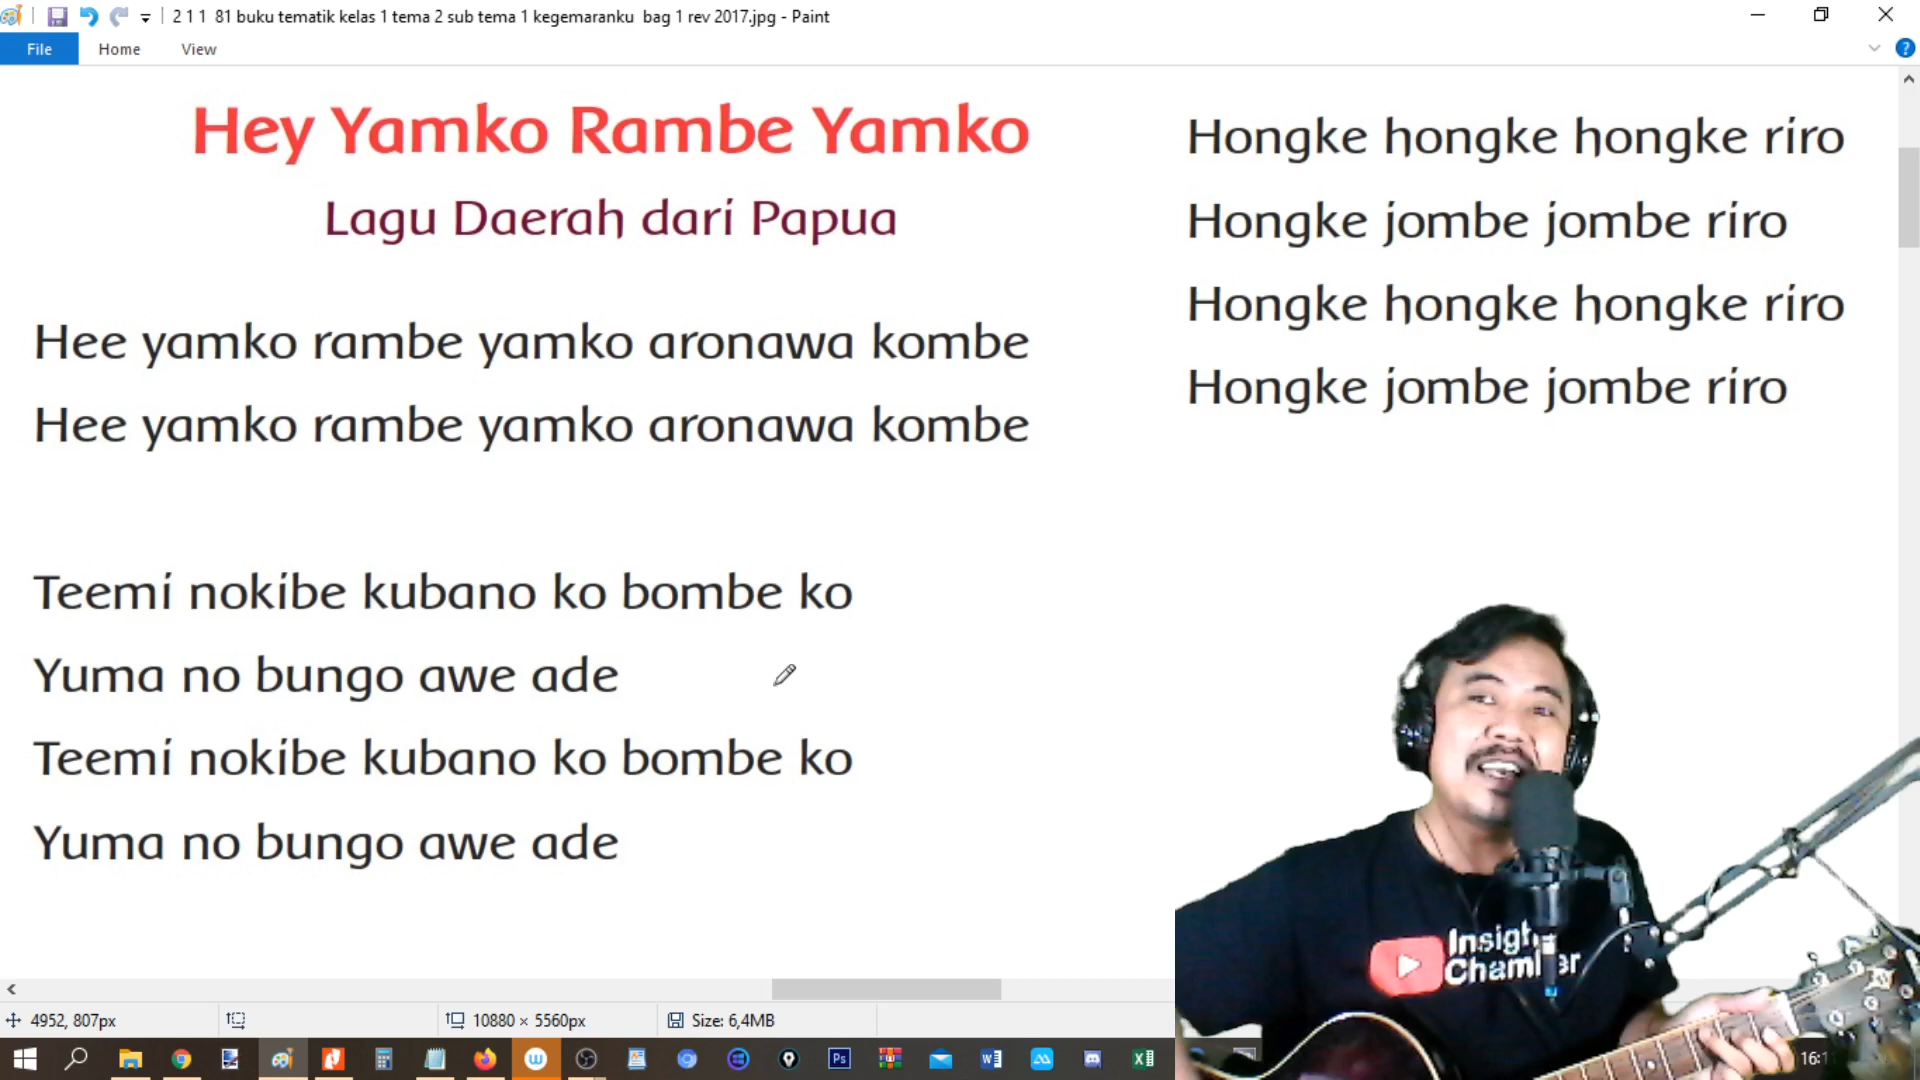 2 1 1 81 buku tematik kelas 1 tema 2 sub tema 1 kegemaranku bag 1 rev 2017.jpg - Paint
File Home View
Hey Yamko Rambe Yamko
Lagu Daerah dari Papua
Hee yamko rambe yamko aronawa kombe
Hee yamko rambe yamko aronawa kombe
Teemi nokibe kubano ko bombe ko
Yuma no bungo awe ade
Teemi nokibe kubano ko bombe ko
Yuma no bungo awe ade
Hongke hongke hongke riro
Hongke jombe jombe riro
Hongke hongke hongke riro
Hongke jombe jombe riro
4952, 807px
10880 × 5560px
Size: 6,4MB
Ps